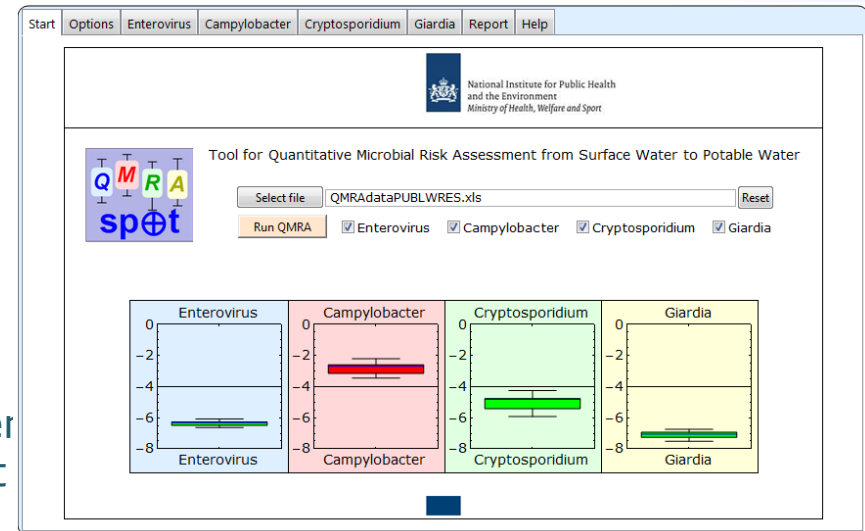 Start Options Enterovirus Campylobacter Cryptosporidium Giardia Report Help
National Institute for Public Health
and the Environment
Ministry of Health, Welfare and Sport
Q M R A
spot
Tool for Quantitative Microbial Risk Assessment from Surface Water to Potable Water
Select file QMRAdataPUBLWRES.xls Reset
Run QMRA Enterovirus Campylobacter Cryptosporidium Giardia
Enterovirus Campylobacter Cryptosporidium Giardia
0 0 0 0
-2 -2 -2 -2
-4 -4 -4 -4
-6 -6 -6 -6
-8 -8 -8 -8
Enterovirus Campylobacter Cryptosporidium Giardia